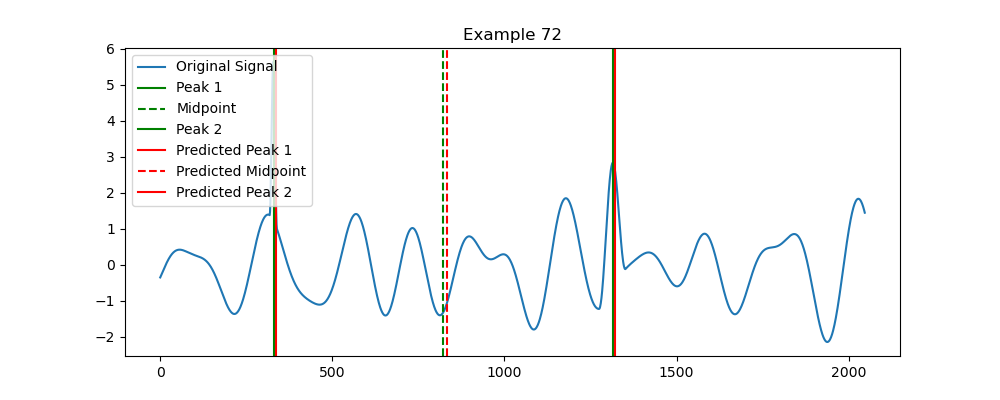 Example 72
6
5
4
3
2
1
0
−1
−2
Original Signal
Peak 1
Midpoint
Peak 2
Predicted Peak 1
Predicted Midpoint
Predicted Peak 2
0 500 1000 1500 2000